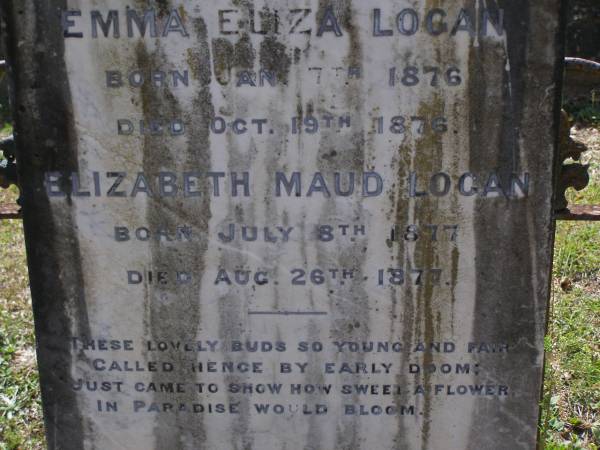 EMMA ELIZA LOGAN
BORN JAN 7TH 1876
DIED OCT. 19TH 1876.
ELIZABETH MAUD LOGAN
BORN JULY 8TH 1877
DIED AUG. 26TH 1877.
THESE LOVELY BUDS SO YOUNG AND FAIR
CALLED HENCE BY EARLY DOOM;
JUST CAME TO SHOW HOW SWEET A FLOWER,
IN PARADISE WOULD BLOOM.